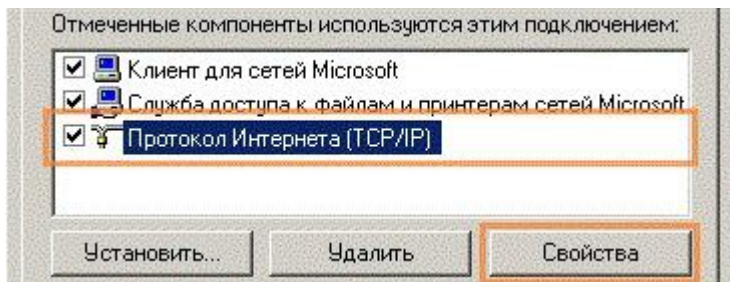 Отмеченные компоненты используются этим подключением:
Клиент для сетей Microsoft
Служба доступа к файлам и принтерам сетей Microsoft
Протокол Интернета (TCP/IP)
Установить... Удалить Свойства